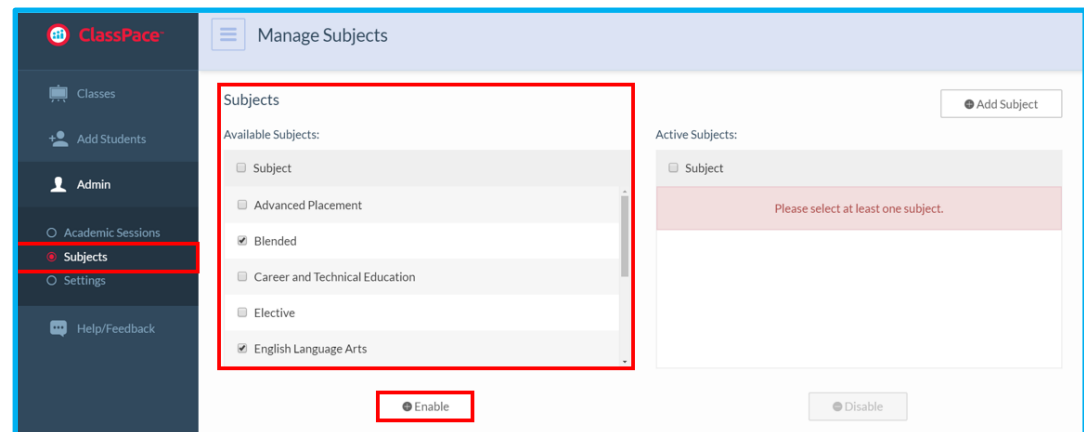 ClassPace
Manage Subjects
Classes
Add Students
Admin
Academic Sessions
Subjects
Settings
Help/Feedback
Subjects
Available Subjects:
Subject
Advanced Placement
Blended
Career and Technical Education
Elective
English Language Arts
Enable
Add Subject
Active Subjects:
Subject
Please select at least one subject.
Disable